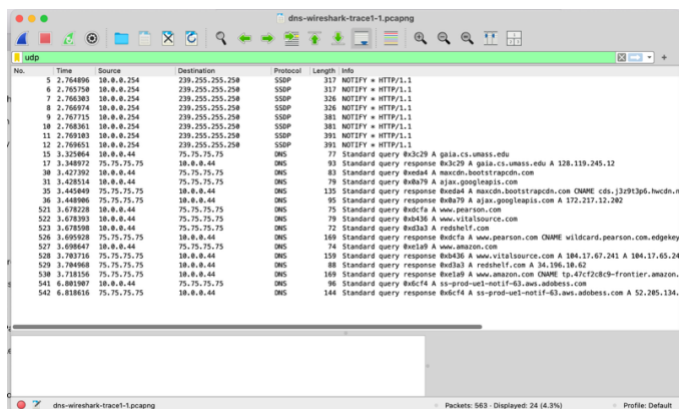 dns-wireshark-trace1-1.pcapng
udp
No. Time Source Destination Protocol Length Info
5 2.764896 10.0.0.254 239.255.255.250 SSDP 317 NOTIFY * HTTP/1.1
6 2.765750 10.0.0.254 239.255.255.250 SSDP 317 NOTIFY * HTTP/1.1
7 2.766303 10.0.0.254 239.255.255.250 SSDP 326 NOTIFY * HTTP/1.1
8 2.766974 10.0.0.254 239.255.255.250 SSDP 326 NOTIFY * HTTP/1.1
9 2.767715 10.0.0.254 239.255.255.250 SSDP 381 NOTIFY * HTTP/1.1
10 2.768361 10.0.0.254 239.255.255.250 SSDP 381 NOTIFY * HTTP/1.1
11 2.769103 10.0.0.254 239.255.255.250 SSDP 391 NOTIFY * HTTP/1.1
12 2.769651 10.0.0.254 239.255.255.250 SSDP 391 NOTIFY * HTTP/1.1
15 3.325064 10.0.0.44 75.75.75.75 DNS 77 Standard query 0x3c29 A gaia.cs.umass.edu
17 3.348972 75.75.75.75 10.0.0.44 DNS 93 Standard query response 0x3c29 A gaia.cs.umass.edu A 128.119.245.12
30 3.427392 10.0.0.44 75.75.75.75 DNS 83 Standard query 0xeda4 A maxcdn.bootstrapcdn.com
31 3.428514 10.0.0.44 75.75.75.75 DNS 79 Standard query 0x0a79 A ajax.googleapis.com
35 3.445049 75.75.75.75 10.0.0.44 DNS 135 Standard query response 0xeda4 A maxcdn.bootstrapcdn.com CNAME cds.j3z9t3p6.hwcdn.n
36 3.448906 75.75.75.75 10.0.0.44 DNS 95 Standard query response 0x0a79 A ajax.googleapis.com A 172.217.12.202
521 3.678228 10.0.0.44 75.75.75.75 DNS 75 Standard query 0xdcfa A www.pearson.com
522 3.678393 10.0.0.44 75.75.75.75 DNS 79 Standard query 0xb436 A www.vitalsource.com
523 3.678598 10.0.0.44 75.75.75.75 DNS 72 Standard query 0xd3a3 A redshelf.com
526 3.695928 75.75.75.75 10.0.0.44 DNS 169 Standard query response 0xdcfa A www.pearson.com CNAME wildcard.pearson.com.edgekey
527 3.698647 10.0.0.44 75.75.75.75 DNS 74 Standard query 0xe1a9 A www.amazon.com
528 3.703716 75.75.75.75 10.0.0.44 DNS 159 Standard query response 0xb436 A www.vitalsource.com A 104.17.67.241 A 104.17.65.24
529 3.704968 75.75.75.75 10.0.0.44 DNS 88 Standard query response 0xd3a3 A redshelf.com A 34.196.10.62
530 3.718156 75.75.75.75 10.0.0.44 DNS 169 Standard query response 0xe1a9 A www.amazon.com CNAME tp.47cf2c8c9-frontier.amazon.
541 6.801907 10.0.0.44 75.75.75.75 DNS 96 Standard query 0x6cf4 A ss-prod-ue1-notif-63.aws.adobess.com
542 6.818616 75.75.75.75 10.0.0.44 DNS 144 Standard query response 0x6cf4 A ss-prod-ue1-notif-63.aws.adobess.com A 52.205.134.
dns-wireshark-trace1-1.pcapng
Packets: 563 · Displayed: 24 (4.3%)
Profile: Default